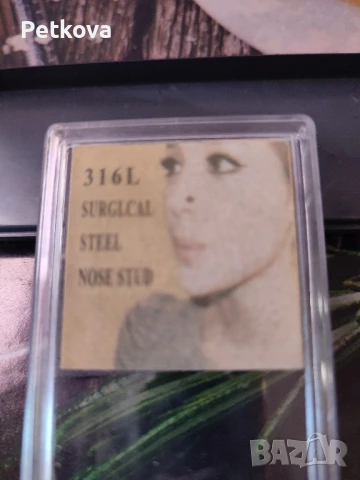 Petkova
316L
SURGLCAL
STEEL
NOSE STUD
BAZAR